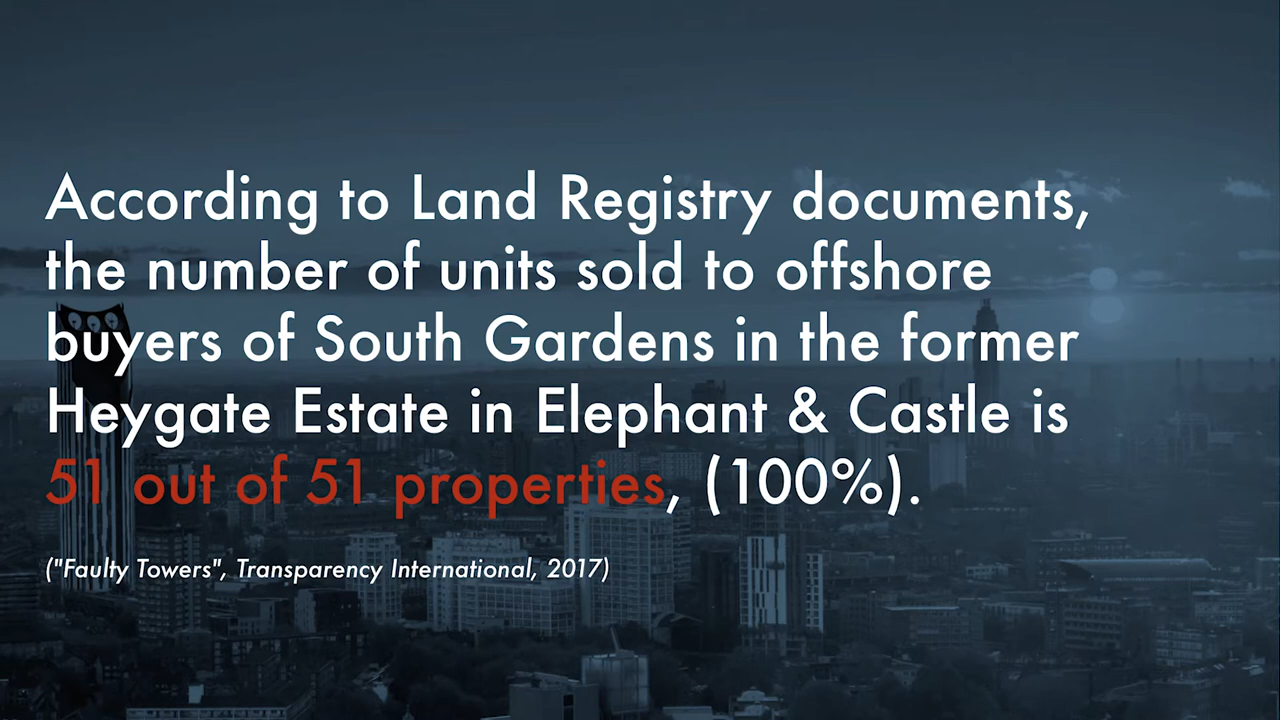 According to Land Registry documents,
the number of units sold to offshore
buyers of South Gardens in the former
Heygate Estate in Elephant & Castle is
51 out of 51 properties, (100%).
("Faulty Towers", Transparency International, 2017)